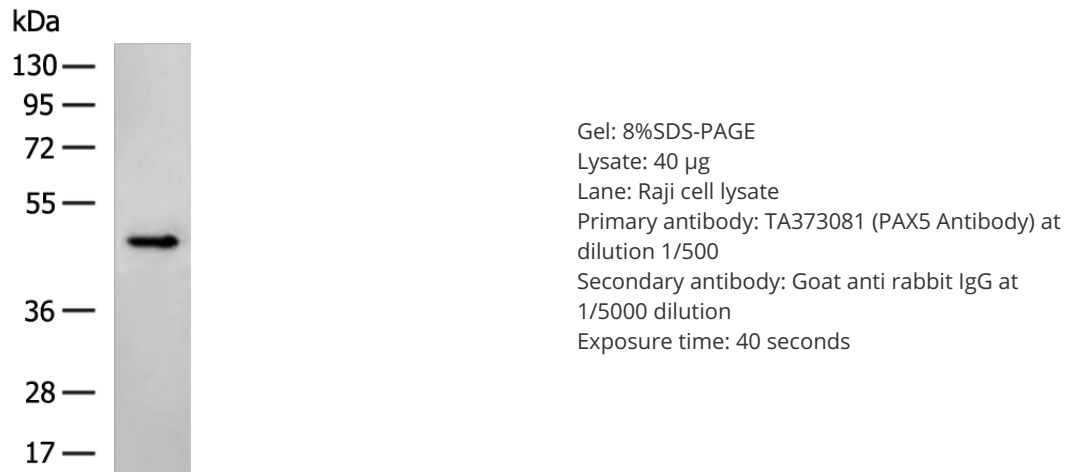 kDa
130
95
72
55
36
28
17
Gel: 8%SDS-PAGE
Lysate: 40 µg
Lane: Raji cell lysate
Primary antibody: TA373081 (PAX5 Antibody) at
dilution 1/500
Secondary antibody: Goat anti rabbit IgG at
1/5000 dilution
Exposure time: 40 seconds